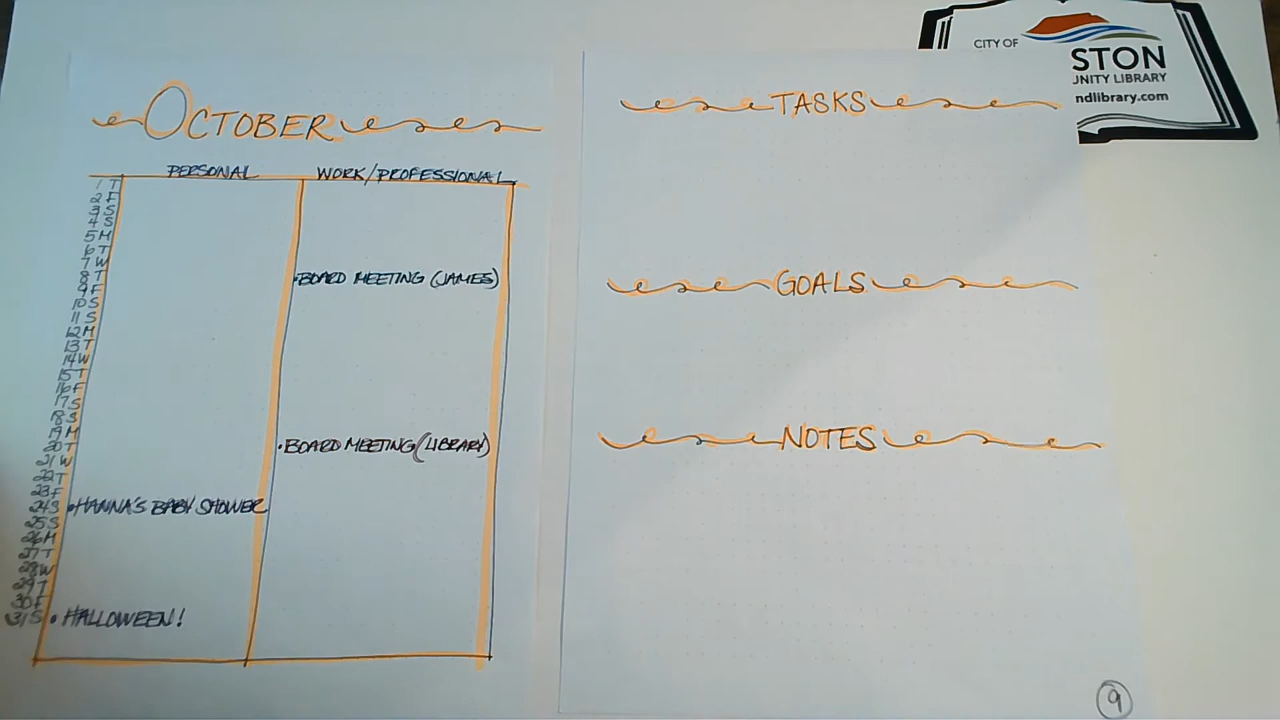 OCTOBER
PERSONAL WORK/PROFESSIONAL
1 T
2 F
3 S
4 S
5 M
6 T
7 W
8 T • BOARD MEETING (JAMES)
9 F
10 S
11 S
12 M
13 T
14 W
15 T
16 F
17 S
18 S
19 M
20 T • BOARD MEETING (LIBRARY)
21 W
22 T
23 F
24 S • HANNA'S BABY SHOWER
25 S
26 M
27 T
28 W
29 T
30 F
31 S • HALLOWEEN!
TASKS
GOALS
NOTES
9
CITY OF
STON
UNITY LIBRARY
ndlibrary.com